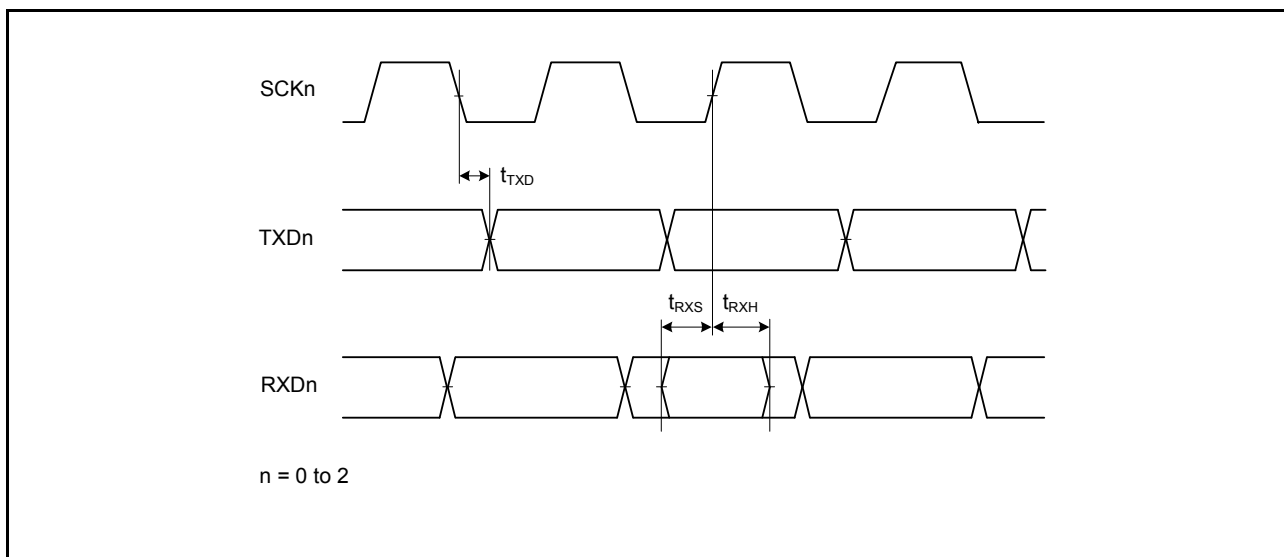 SCKn
tTXD
TXDn
tRXS tRXH
RXDn
n = 0 to 2